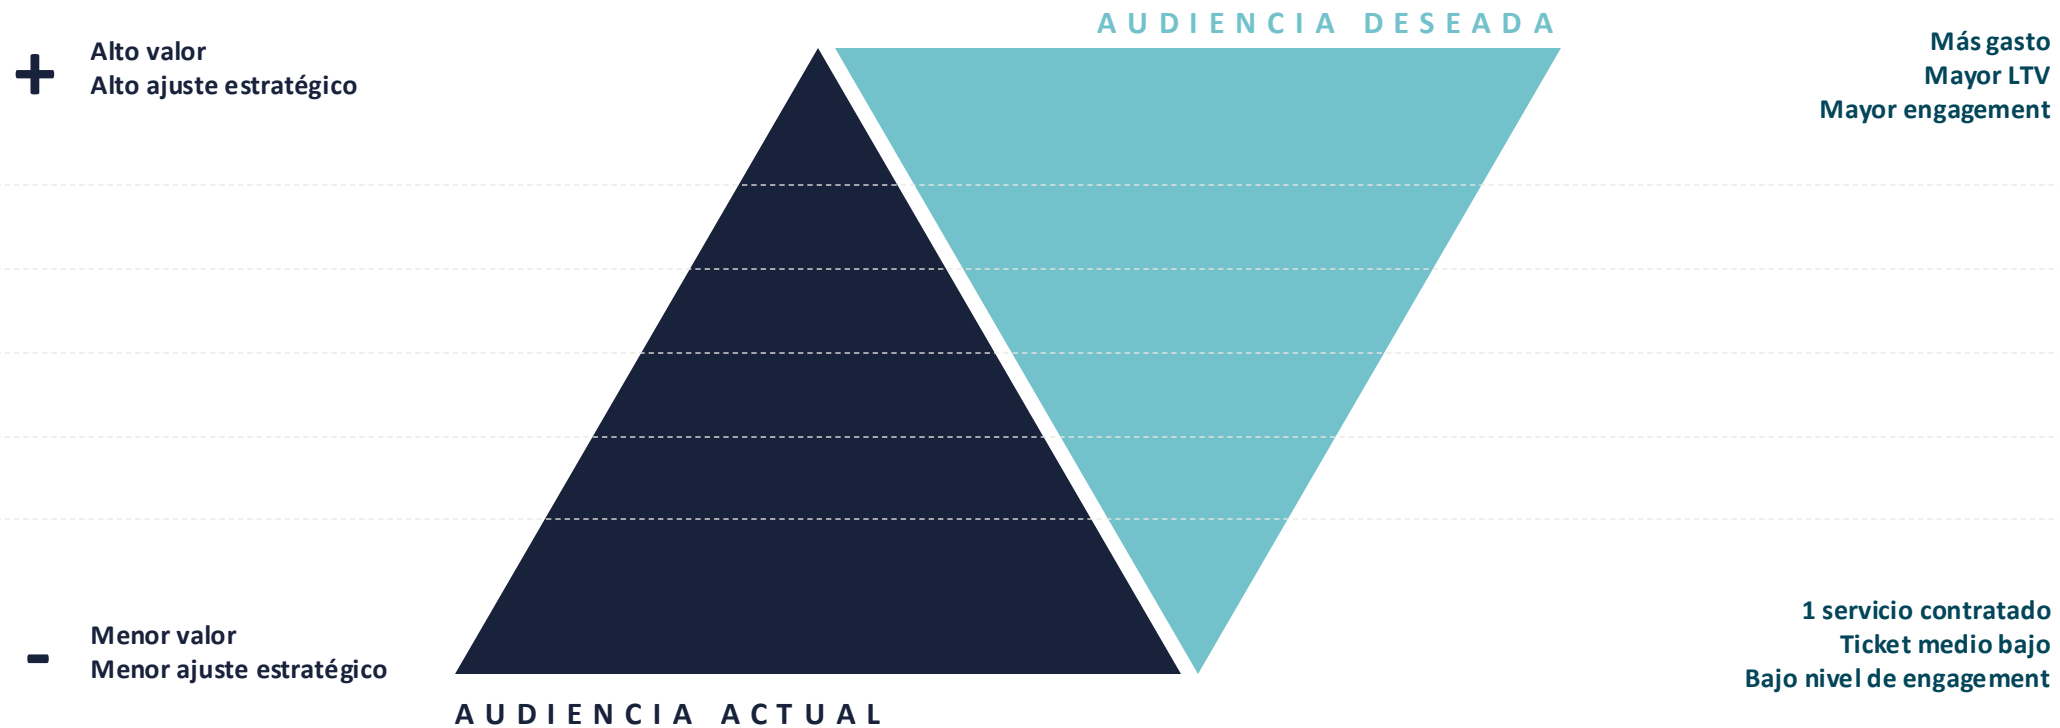 AUDIENCIA DESEADA
+
Alto valor
Alto ajuste estratégico
Más gasto
Mayor LTV
Mayor engagement
-
Menor valor
Menor ajuste estratégico
1 servicio contratado
Ticket medio bajo
Bajo nivel de engagement
AUDIENCIA ACTUAL